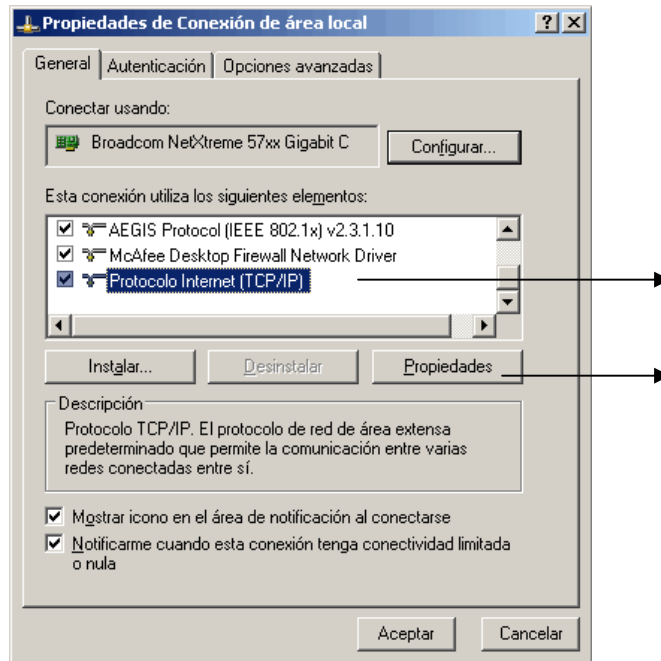 Propiedades de Conexión de área local
General
Autenticación
Opciones avanzadas
Conectar usando:
Broadcom NetXtreme 57xx Gigabit C
Configurar...
Esta conexión utiliza los siguientes elementos:
AEGIS Protocol (IEEE 802.1x) v2.3.1.10
McAfee Desktop Firewall Network Driver
Protocolo Internet (TCP/IP)
Instalar...
Desinstalar
Propiedades
Descripción
Protocolo TCP/IP. El protocolo de red de área extensa
predeterminado que permite la comunicación entre varias
redes conectadas entre sí.
Mostrar icono en el área de notificación al conectarse
Notificarme cuando esta conexión tenga conectividad limitada
o nula
Aceptar
Cancelar